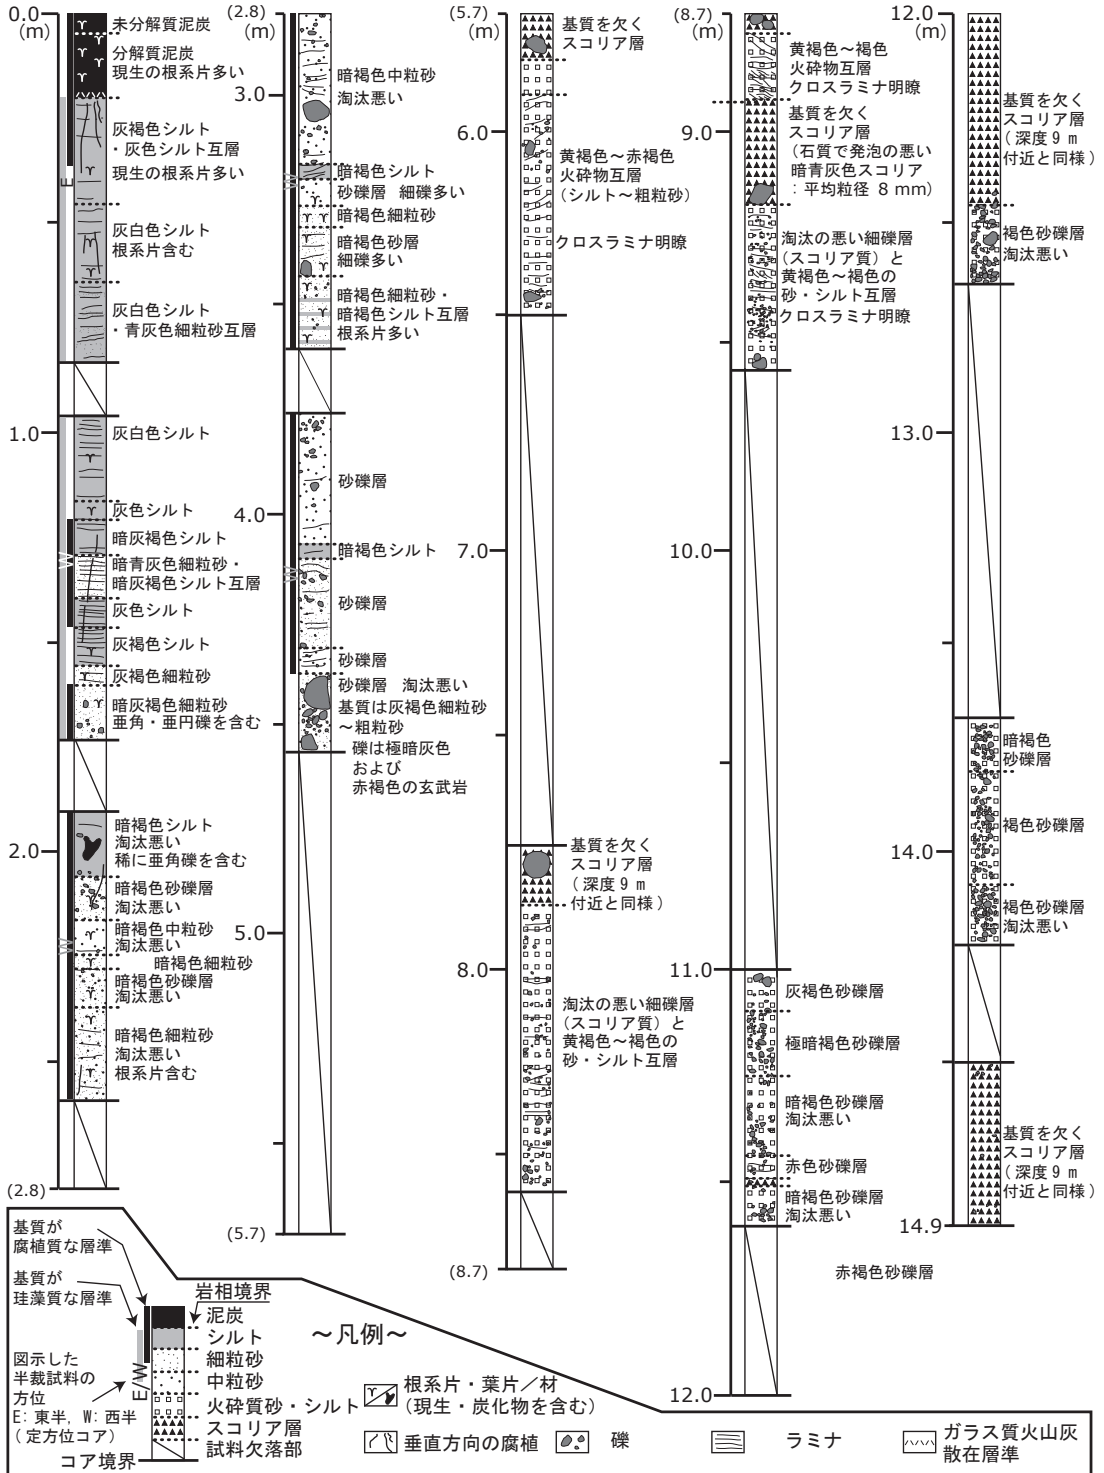 0.0
(m)
未分解質泥炭
分解質泥炭
現生の根系片多い
灰褐色シルト
・灰色シルト互層
現生の根系片多い
E
灰白色シルト
根系片含む
灰白色シルト
・青灰色細粒砂互層
1.0
灰白色シルト
灰色シルト
暗灰褐色シルト
W
暗青灰色細粒砂・
暗灰褐色シルト互層
灰色シルト
灰褐色シルト
灰褐色細粒砂
暗灰褐色細粒砂
亜角・亜円礫を含む
2.0
暗褐色シルト
淘汰悪い
稀に亜角礫を含む
暗褐色砂礫層
淘汰悪い
W
暗褐色中粒砂
淘汰悪い
暗褐色細粒砂
暗褐色砂礫層
淘汰悪い
暗褐色細粒砂
淘汰悪い
根系片含む
(2.8)
(2.8)
(m)
暗褐色中粒砂
淘汰悪い
3.0
暗褐色シルト
W
砂礫層 細礫多い
暗褐色細粒砂
暗褐色砂層
細礫多い
暗褐色細粒砂・
暗褐色シルト互層
根系片多い
砂礫層
4.0
暗褐色シルト
W
砂礫層
砂礫層
砂礫層 淘汰悪い
基質は灰褐色細粒砂
～粗粒砂
礫は極暗灰色
および
赤褐色の玄武岩
5.0
(5.7)
(5.7)
(m)
基質を欠く
スコリア層
6.0
黄褐色～赤褐色
火砕物互層
(シルト～粗粒砂)
クロスラミナ明瞭
7.0
基質を欠く
スコリア層
(深度9 m
付近と同様)
8.0
淘汰の悪い細礫層
(スコリア質)と
黄褐色～褐色の
砂・シルト互層
(8.7)
(8.7)
(m)
黄褐色～褐色
火砕物互層
クロスラミナ明瞭
9.0
基質を欠く
スコリア層
(石質で発泡の悪い
暗青灰色スコリア
：平均粒径 8 mm)
淘汰の悪い細礫層
(スコリア質)と
黄褐色～褐色の
砂・シルト互層
クロスラミナ明瞭
10.0
11.0
灰褐色砂礫層
極暗褐色砂礫層
暗褐色砂礫層
淘汰悪い
赤色砂礫層
暗褐色砂礫層
淘汰悪い
赤褐色砂礫層
12.0
12.0
(m)
基質を欠く
スコリア層
(深度9 m
付近と同様)
褐色砂礫層
淘汰悪い
13.0
暗褐色
砂礫層
褐色砂礫層
14.0
褐色砂礫層
淘汰悪い
基質を欠く
スコリア層
(深度9 m
付近と同様)
14.9
～凡例～
基質が
腐植質な層準
基質が
珪藻質な層準
図示した
半裁試料の
方位
E: 東半, W: 西半
(定方位コア)
E/W
コア境界
岩相境界
泥炭
シルト
細粒砂
中粒砂
火砕質砂・シルト
スコリア層
試料欠落部
根系片・葉片／材
(現生・炭化物を含む)
垂直方向の腐植
礫
ラミナ
ガラス質火山灰
散在層準